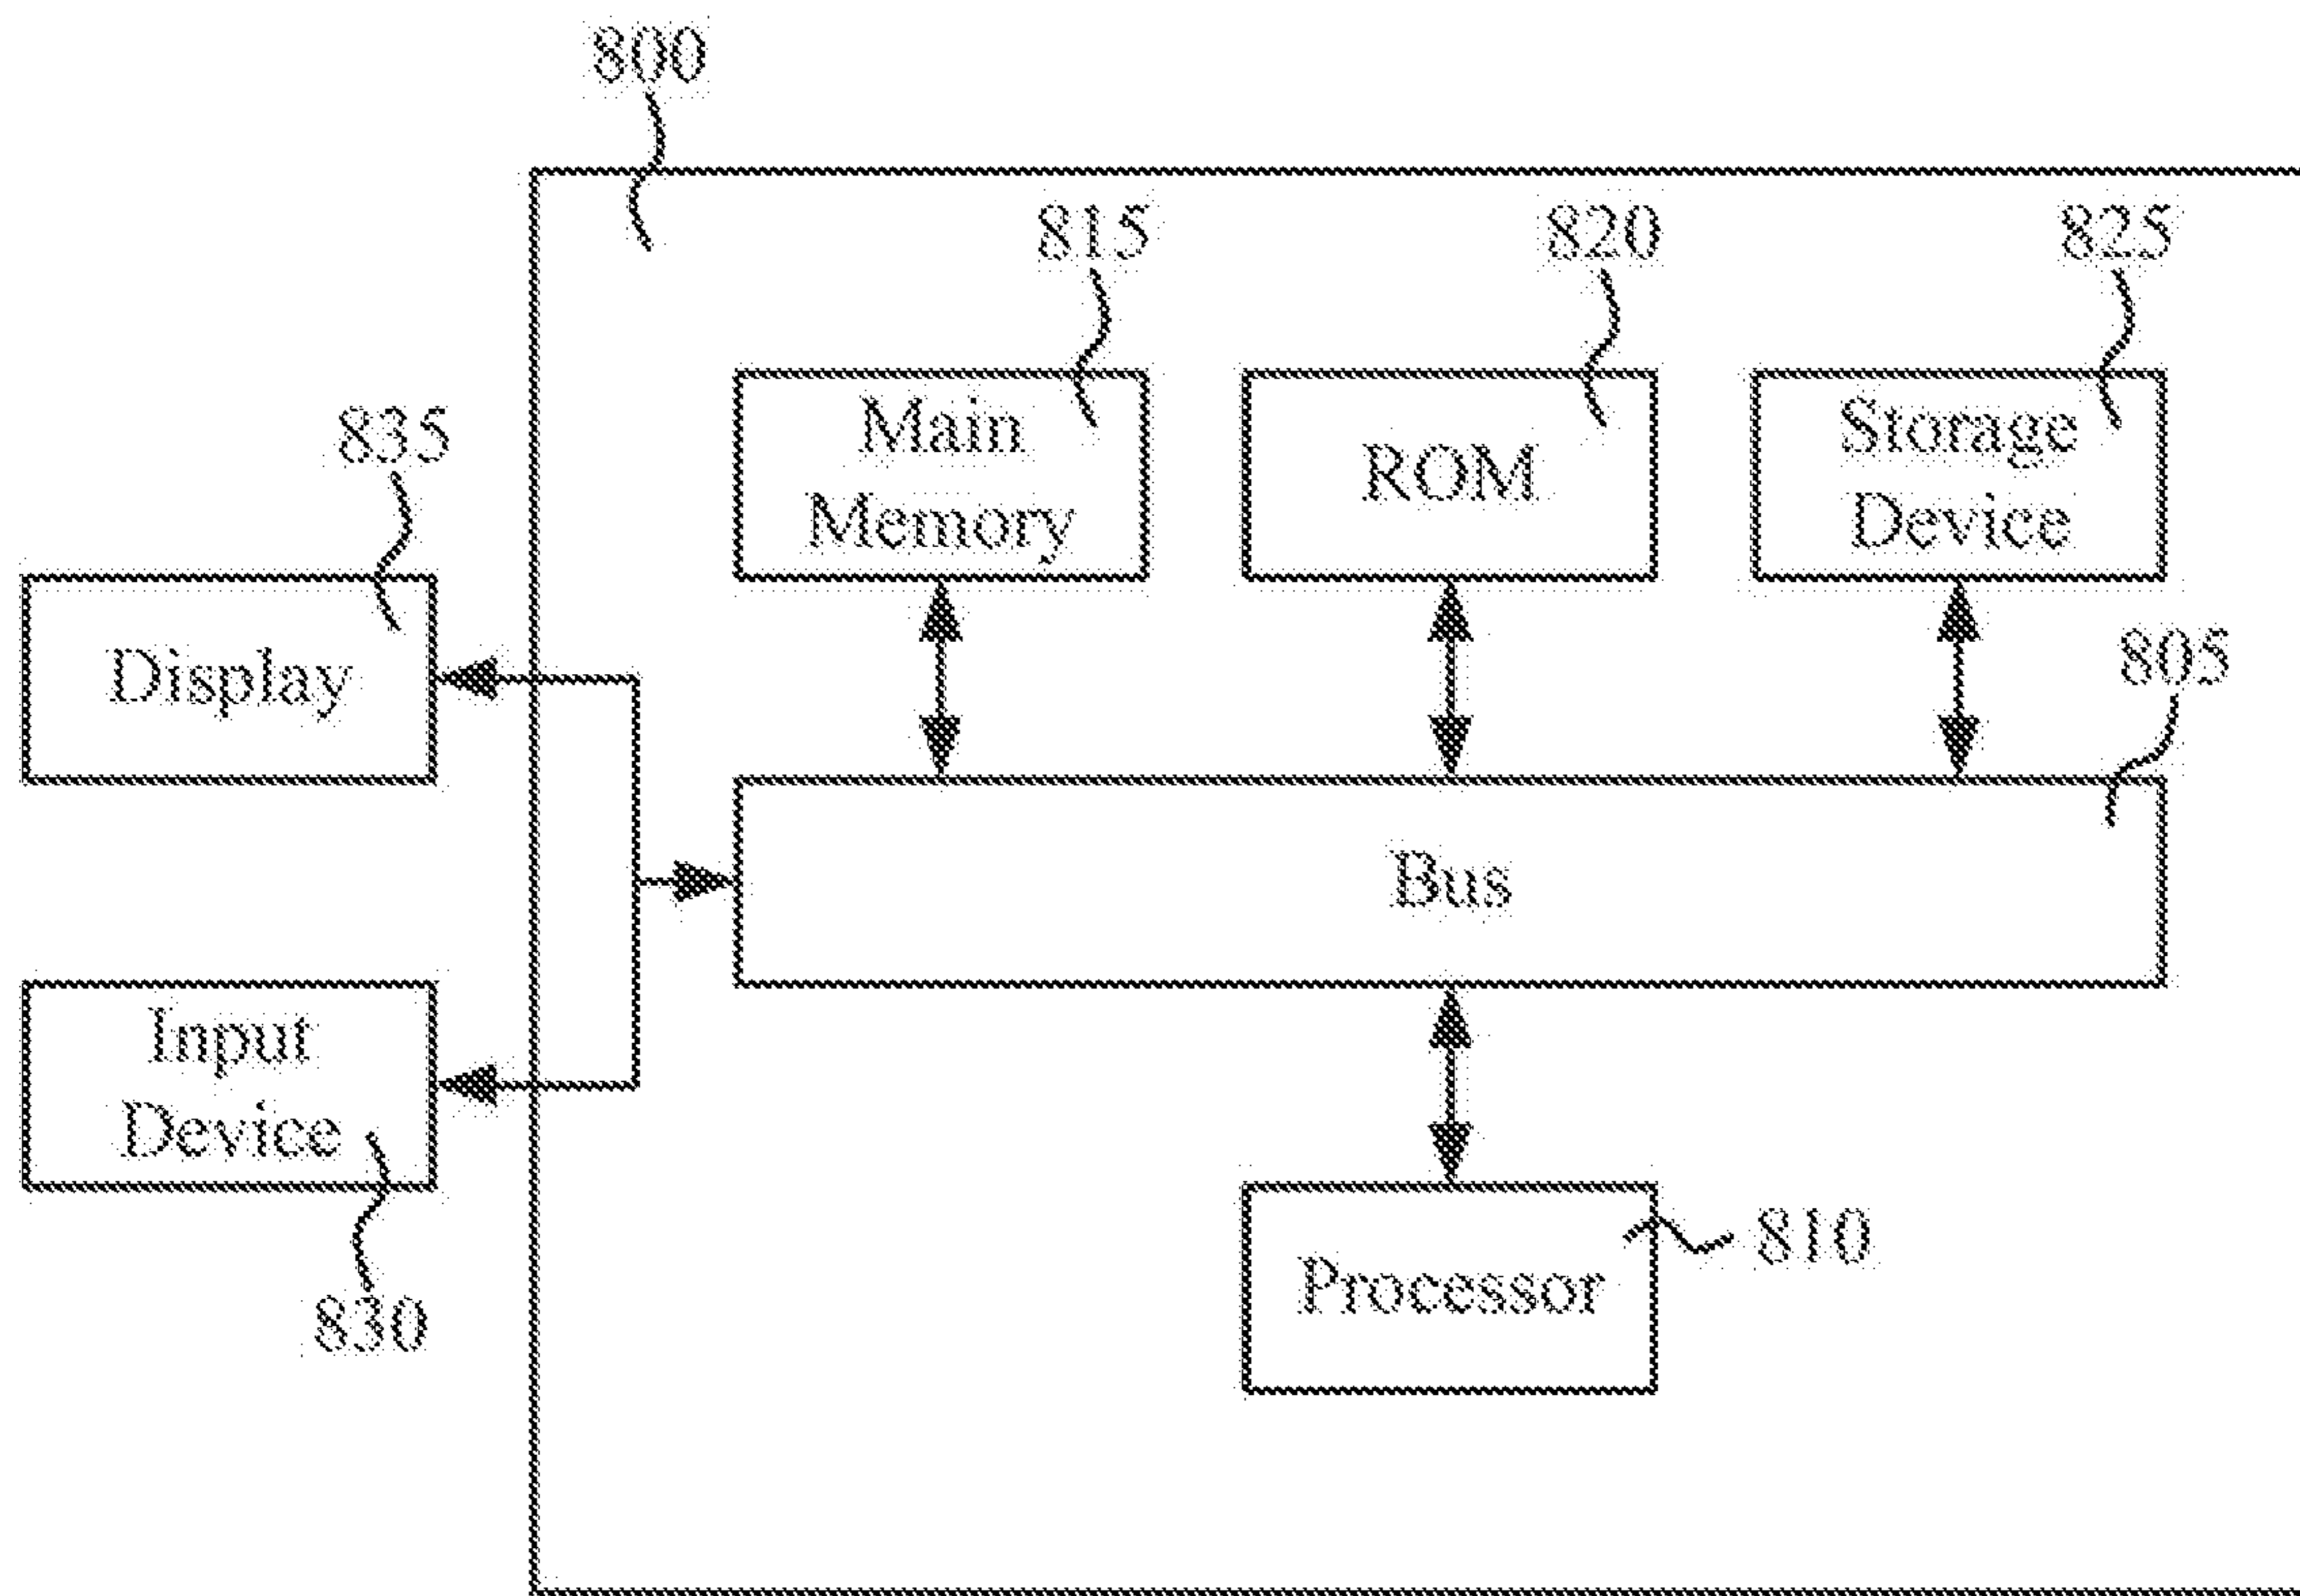 800
815
820
825
835
Main
Memory
ROM
Storage
Device
805
Display
Bus
Input
Device
810
Processor
830